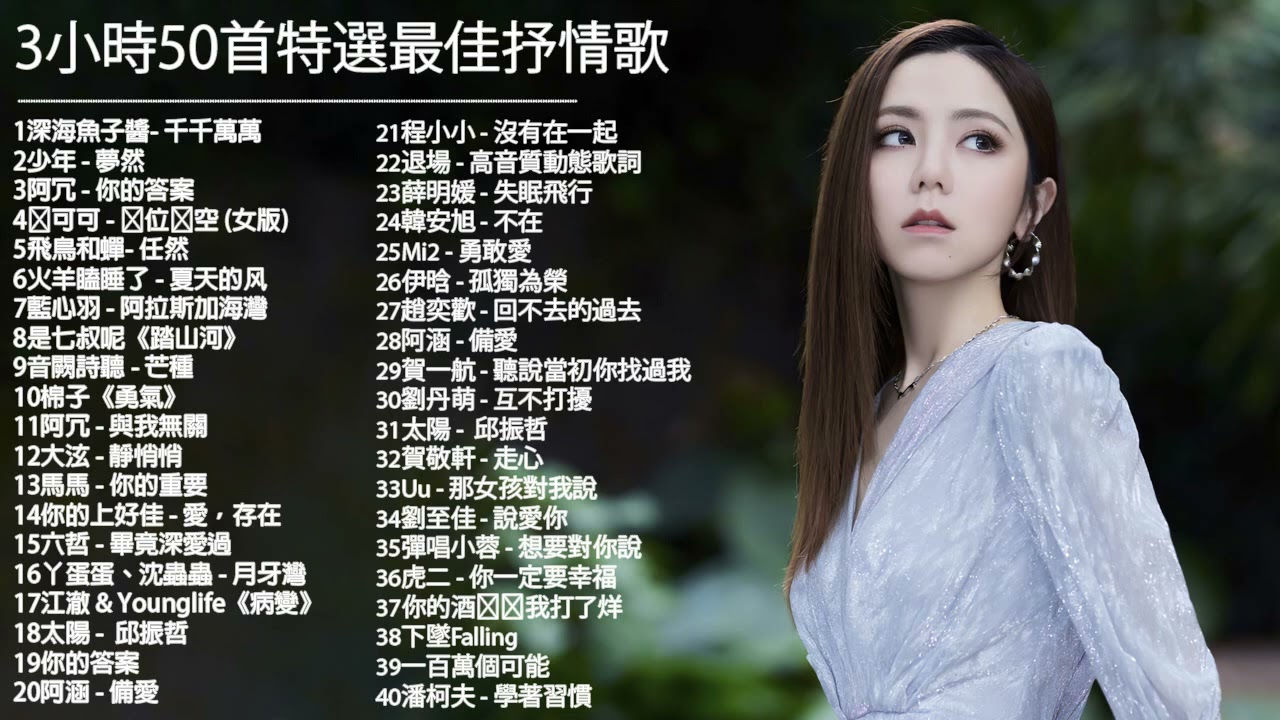 3小時50首特選最佳抒情歌
1深海魚子醬- 千千萬萬
2少年 - 夢然
3阿冗 - 你的答案
4可可 - 位空 (女版)
5飛鳥和蟬- 任然
6火羊瞌睡了 - 夏天的风
7藍心羽 - 阿拉斯加海灣
8是七叔呢《踏山河》
9音闕詩聽 - 芒種
10棉子《勇氣》
11阿冗 - 與我無關
12大泫 - 靜悄悄
13馬馬 - 你的重要
14你的上好佳 - 愛，存在
15六哲 - 畢竟深愛過
16丫蛋蛋、沈蟲蟲 - 月牙灣
17江澈 & Younglife《病變》
18太陽 - 邱振哲
19你的答案
20阿涵 - 備愛
21程小小 - 沒有在一起
22退場 - 高音質動態歌詞
23薛明媛 - 失眠飛行
24韓安旭 - 不在
25Mi2 - 勇敢愛
26伊晗 - 孤獨為榮
27趙奕歡 - 回不去的過去
28阿涵 - 備愛
29賀一航 - 聽說當初你找過我
30劉丹萌 - 互不打擾
31太陽 - 邱振哲
32賀敬軒 - 走心
33Uu - 那女孩對我說
34劉至佳 - 說愛你
35彈唱小蓉 - 想要對你說
36虎二 - 你一定要幸福
37你的酒我打了烊
38下墜Falling
39一百萬個可能
40潘柯夫 - 學著習慣